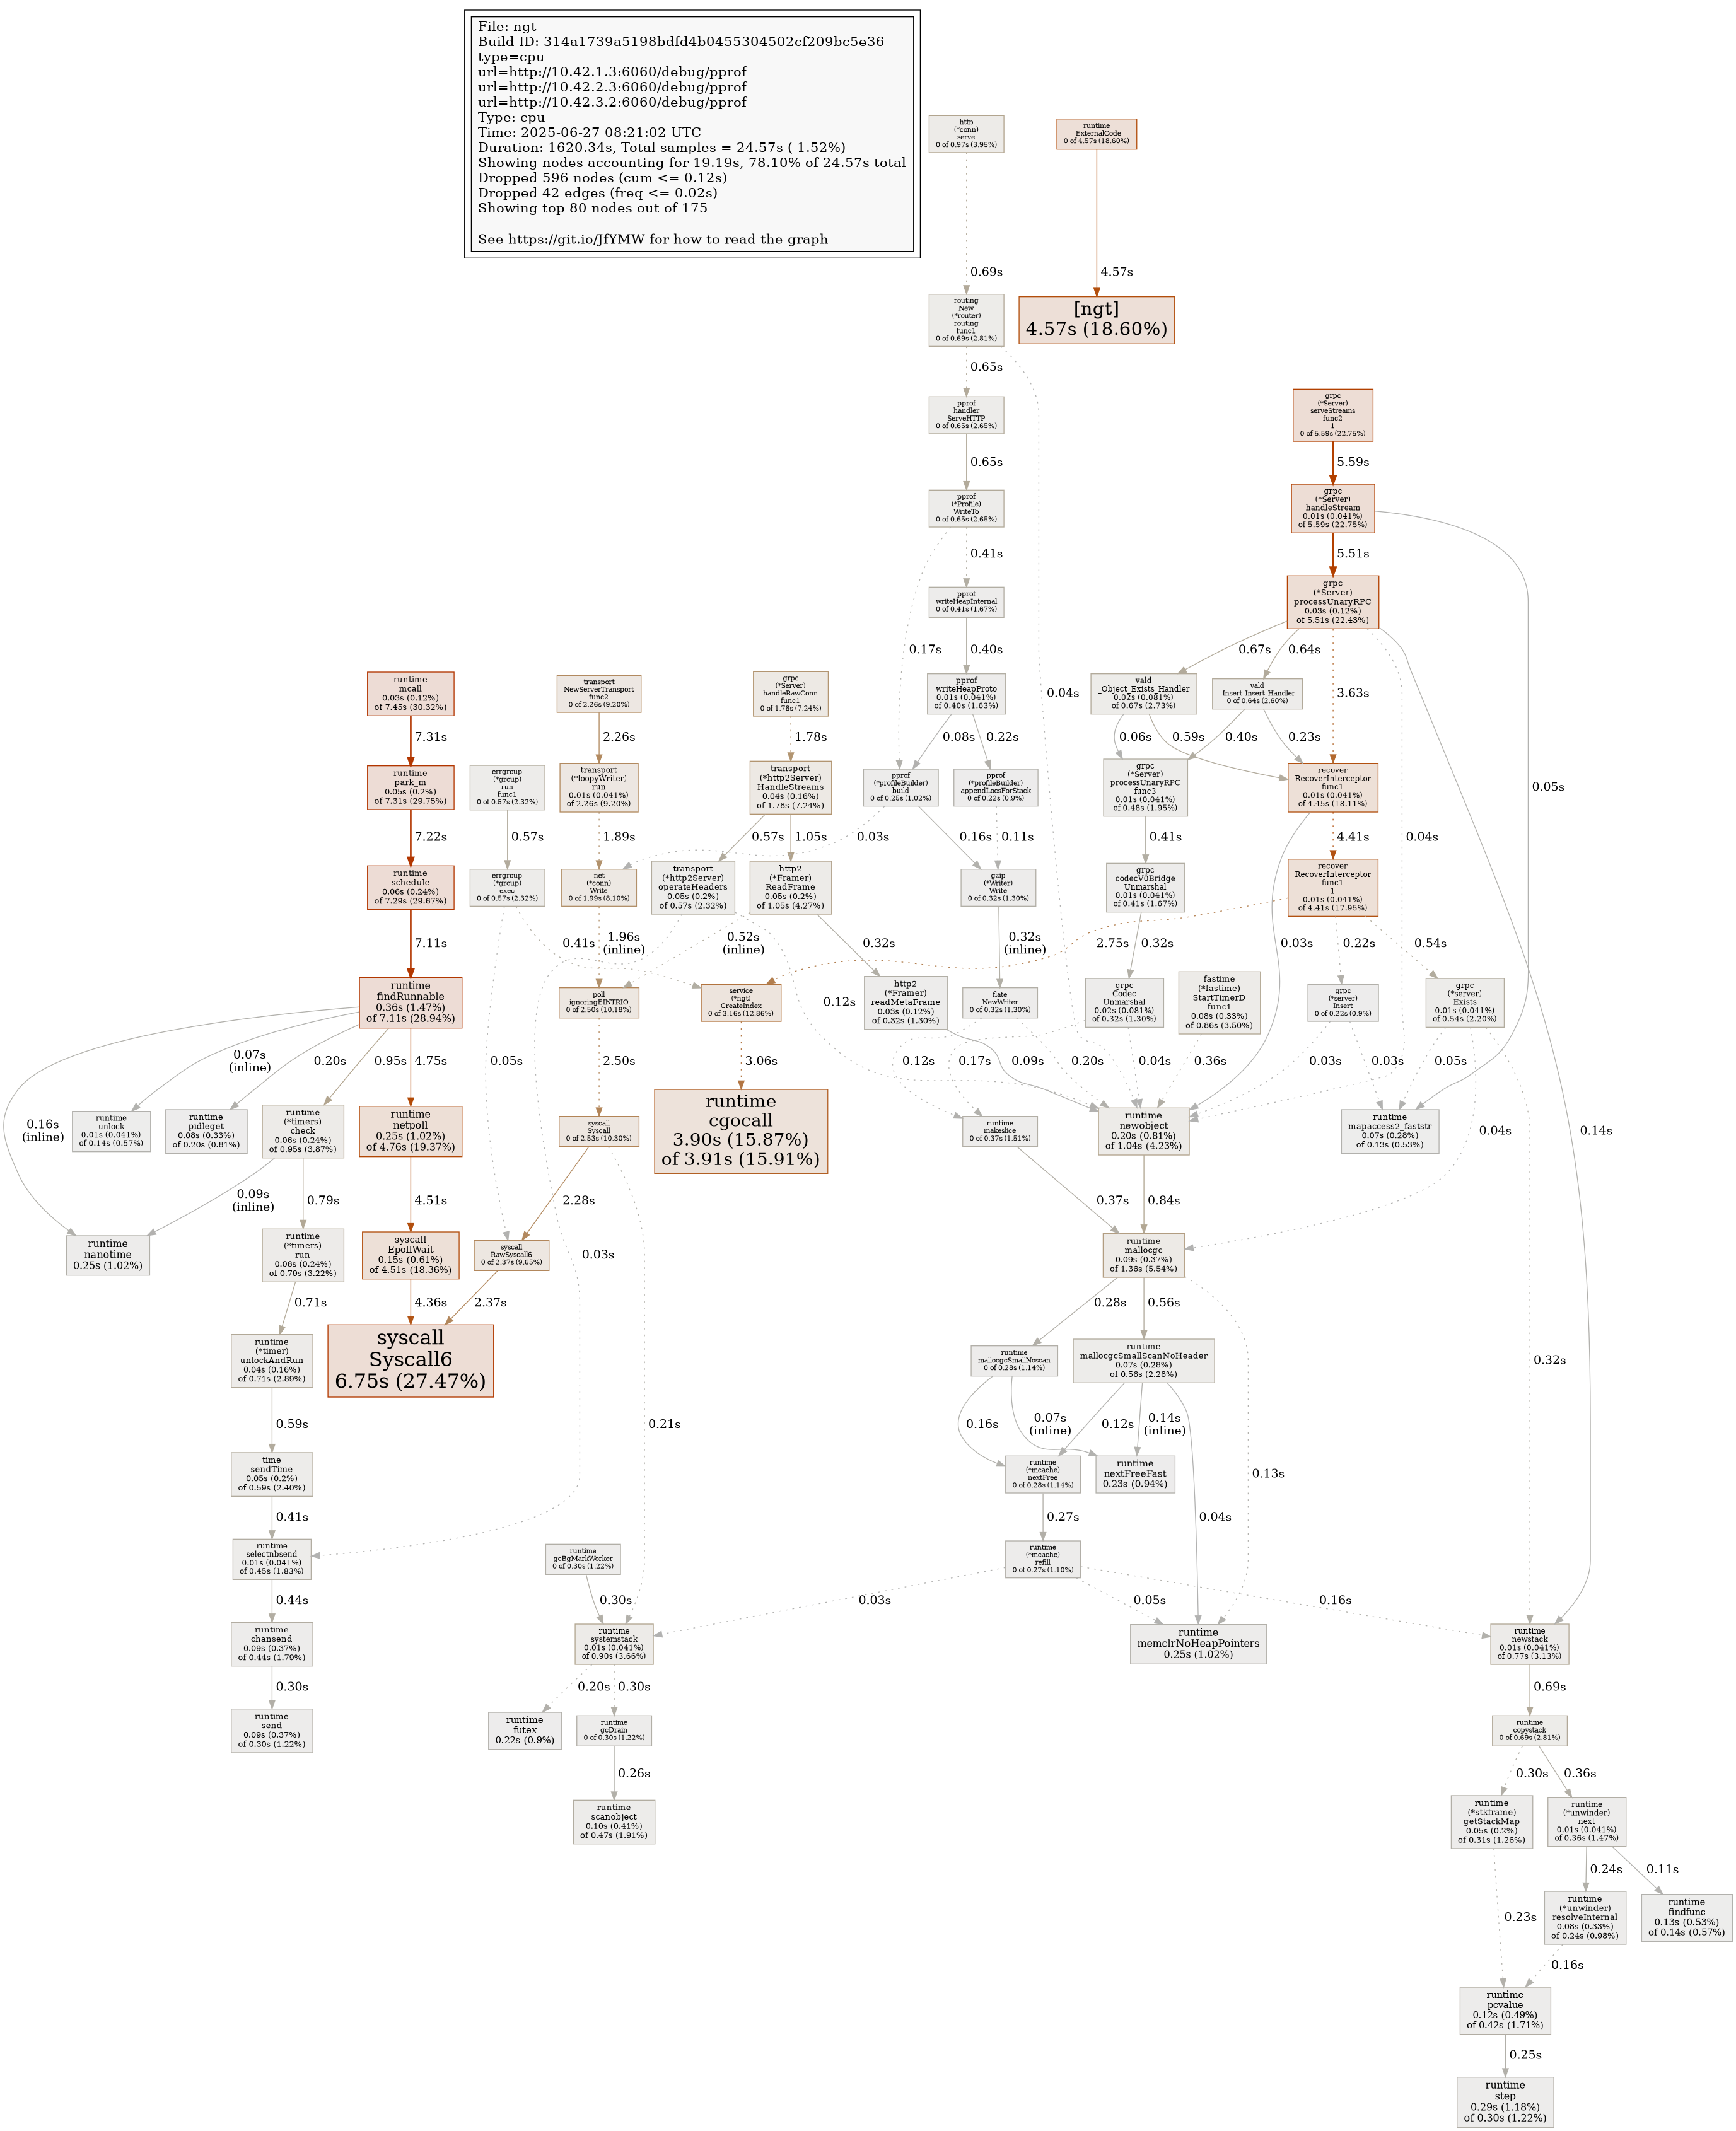 File: ngt
Build ID: 314a1739a5198bdfd4b0455304502cf209bc5e36
type=cpu
url=http://10.42.1.3:6060/debug/pprof
url=http://10.42.2.3:6060/debug/pprof
url=http://10.42.3.2:6060/debug/pprof
Type: cpu
Time: 2025-06-27 08:21:02 UTC
Duration: 1620.34s, Total samples = 24.57s ( 1.52%)
Showing nodes accounting for 19.19s, 78.10% of 24.57s total
Dropped 596 nodes (cum <= 0.12s)
Dropped 42 edges (freq <= 0.02s)
Showing top 80 nodes out of 175
See https://git.io/JfYMW for how to read the graph
http
(*conn)
serve
0 of 0.97s (3.95%)
runtime
_ExternalCode
0 of 4.57s (18.60%)
0.69s
4.57s
routing
New
(*router)
routing
func1
0 of 0.69s (2.81%)
[ngt]
4.57s (18.60%)
0.65s
pprof
handler
ServeHTTP
0 of 0.65s (2.65%)
grpc
(*Server)
serveStreams
func2
1
0 of 5.59s (22.75%)
0.65s
5.59s
pprof
(*Profile)
WriteTo
0 of 0.65s (2.65%)
grpc
(*Server)
handleStream
0.01s (0.041%)
of 5.59s (22.75%)
0.41s
5.51s
pprof
writeHeapInternal
0 of 0.41s (1.67%)
grpc
(*Server)
processUnaryRPC
0.03s (0.12%)
of 5.51s (22.43%)
0.17s
0.40s
0.67s
0.64s
runtime
mcall
0.03s (0.12%)
of 7.45s (30.32%)
transport
NewServerTransport
func2
0 of 2.26s (9.20%)
grpc
(*Server)
handleRawConn
func1
0 of 1.78s (7.24%)
pprof
writeHeapProto
0.01s (0.041%)
of 0.40s (1.63%)
0.04s
vald
_Object_Exists_Handler
0.02s (0.081%)
of 0.67s (2.73%)
vald
_Insert_Insert_Handler
0 of 0.64s (2.60%)
3.63s
7.31s
2.26s
1.78s
0.08s
0.22s
0.06s
0.59s
0.40s
0.23s
runtime
park_m
0.05s (0.2%)
of 7.31s (29.75%)
errgroup
(*group)
run
func1
0 of 0.57s (2.32%)
transport
(*loopyWriter)
run
0.01s (0.041%)
of 2.26s (9.20%)
transport
(*http2Server)
HandleStreams
0.04s (0.16%)
of 1.78s (7.24%)
pprof
(*profileBuilder)
build
0 of 0.25s (1.02%)
pprof
(*profileBuilder)
appendLocsForStack
0 of 0.22s (0.9%)
grpc
(*Server)
processUnaryRPC
func3
0.01s (0.041%)
of 0.48s (1.95%)
recover
RecoverInterceptor
func1
0.01s (0.041%)
of 4.45s (18.11%)
0.05s
7.22s
0.57s
1.89s
0.57s
1.05s
0.03s
0.16s
0.11s
0.41s
4.41s
0.04s
runtime
schedule
0.06s (0.24%)
of 7.29s (29.67%)
errgroup
(*group)
exec
0 of 0.57s (2.32%)
net
(*conn)
Write
0 of 1.99s (8.10%)
transport
(*http2Server)
operateHeaders
0.05s (0.2%)
of 0.57s (2.32%)
http2
(*Framer)
ReadFrame
0.05s (0.2%)
of 1.05s (4.27%)
gzip
(*Writer)
Write
0 of 0.32s (1.30%)
grpc
codecV0Bridge
Unmarshal
0.01s (0.041%)
of 0.41s (1.67%)
recover
RecoverInterceptor
func1
1
0.01s (0.041%)
of 4.41s (17.95%)
7.11s
0.41s
1.96s
(inline)
0.52s
(inline)
0.32s
0.32s
(inline)
2.75s
0.32s
0.03s
0.22s
0.54s
runtime
findRunnable
0.36s (1.47%)
of 7.11s (28.94%)
poll
ignoringEINTRIO
0 of 2.50s (10.18%)
service
(*ngt)
CreateIndex
0 of 3.16s (12.86%)
0.12s
http2
(*Framer)
readMetaFrame
0.03s (0.12%)
of 0.32s (1.30%)
flate
NewWriter
0 of 0.32s (1.30%)
grpc
Codec
Unmarshal
0.02s (0.081%)
of 0.32s (1.30%)
fastime
(*fastime)
StartTimerD
func1
0.08s (0.33%)
of 0.86s (3.50%)
grpc
(*server)
Insert
0 of 0.22s (0.9%)
grpc
(*server)
Exists
0.01s (0.041%)
of 0.54s (2.20%)
0.16s
(inline)
0.07s
(inline)
0.20s
0.95s
4.75s
0.05s
2.50s
3.06s
0.09s
0.12s
0.17s
0.20s
0.04s
0.36s
0.03s
0.03s
0.05s
0.04s
0.14s
runtime
unlock
0.01s (0.041%)
of 0.14s (0.57%)
runtime
pidleget
0.08s (0.33%)
of 0.20s (0.81%)
runtime
(*timers)
check
0.06s (0.24%)
of 0.95s (3.87%)
runtime
netpoll
0.25s (1.02%)
of 4.76s (19.37%)
syscall
Syscall
0 of 2.53s (10.30%)
runtime
cgocall
3.90s (15.87%)
of 3.91s (15.91%)
runtime
makeslice
0 of 0.37s (1.51%)
runtime
newobject
0.20s (0.81%)
of 1.04s (4.23%)
runtime
mapaccess2_faststr
0.07s (0.28%)
of 0.13s (0.53%)
0.09s
(inline)
0.79s
4.51s
2.28s
0.37s
0.84s
runtime
nanotime
0.25s (1.02%)
runtime
(*timers)
run
0.06s (0.24%)
of 0.79s (3.22%)
syscall
EpollWait
0.15s (0.61%)
of 4.51s (18.36%)
syscall
RawSyscall6
0 of 2.37s (9.65%)
0.03s
runtime
mallocgc
0.09s (0.37%)
of 1.36s (5.54%)
0.71s
4.36s
2.37s
0.28s
0.56s
runtime
(*timer)
unlockAndRun
0.04s (0.16%)
of 0.71s (2.89%)
syscall
Syscall6
6.75s (27.47%)
runtime
mallocgcSmallNoscan
0 of 0.28s (1.14%)
runtime
mallocgcSmallScanNoHeader
0.07s (0.28%)
of 0.56s (2.28%)
0.32s
0.59s
0.21s
0.16s
0.07s
(inline)
0.12s
0.14s
(inline)
time
sendTime
0.05s (0.2%)
of 0.59s (2.40%)
runtime
(*mcache)
nextFree
0 of 0.28s (1.14%)
runtime
nextFreeFast
0.23s (0.94%)
0.13s
0.41s
0.27s
0.04s
runtime
selectnbsend
0.01s (0.041%)
of 0.45s (1.83%)
runtime
gcBgMarkWorker
0 of 0.30s (1.22%)
runtime
(*mcache)
refill
0 of 0.27s (1.10%)
0.44s
0.30s
0.03s
0.05s
0.16s
runtime
chansend
0.09s (0.37%)
of 0.44s (1.79%)
runtime
systemstack
0.01s (0.041%)
of 0.90s (3.66%)
runtime
memclrNoHeapPointers
0.25s (1.02%)
runtime
newstack
0.01s (0.041%)
of 0.77s (3.13%)
0.30s
0.20s
0.30s
0.69s
runtime
send
0.09s (0.37%)
of 0.30s (1.22%)
runtime
futex
0.22s (0.9%)
runtime
gcDrain
0 of 0.30s (1.22%)
runtime
copystack
0 of 0.69s (2.81%)
0.26s
0.30s
0.36s
runtime
scanobject
0.10s (0.41%)
of 0.47s (1.91%)
runtime
(*stkframe)
getStackMap
0.05s (0.2%)
of 0.31s (1.26%)
runtime
(*unwinder)
next
0.01s (0.041%)
of 0.36s (1.47%)
0.24s
0.11s
0.23s
runtime
(*unwinder)
resolveInternal
0.08s (0.33%)
of 0.24s (0.98%)
runtime
findfunc
0.13s (0.53%)
of 0.14s (0.57%)
0.16s
runtime
pcvalue
0.12s (0.49%)
of 0.42s (1.71%)
0.25s
runtime
step
0.29s (1.18%)
of 0.30s (1.22%)